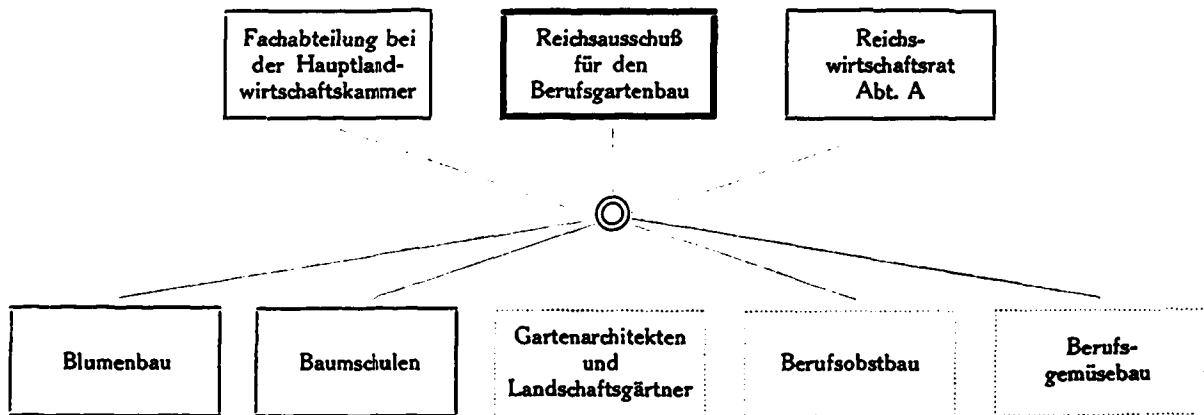 Fachabteilung bei
der Hauptland-
wirtschaftskammer
Reichsausschuß
für den
Berufsgartenbau
Reichs-
wirtschaftsrat
Abt. A
Blumenbau
Baumschulen
Gartenarchitekten
und
Landschaftsgärtner
Berufsobstbau
Berufs-
gemüsebau